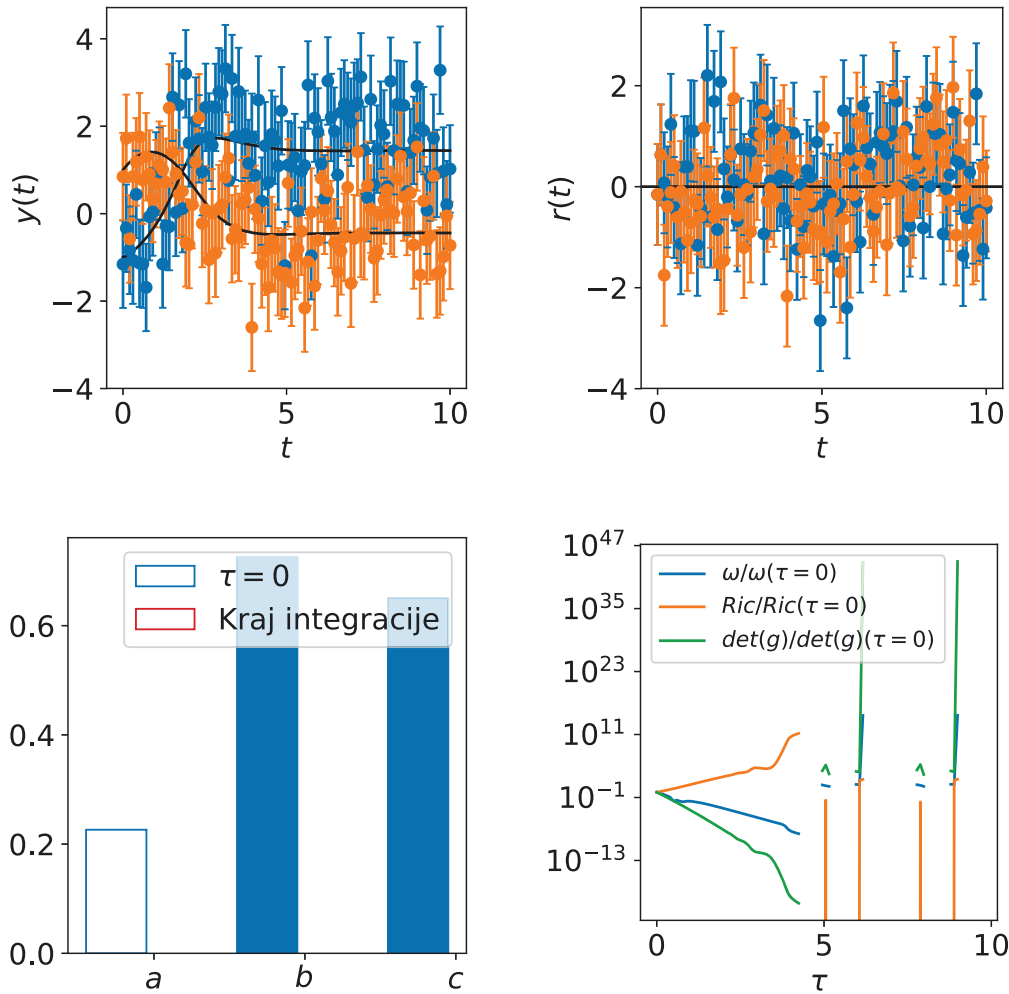 4
2
0
−2
−4
y(t)
0
5
10
t
2
0
−2
−4
r(t)
0
5
10
t
0.6
0.4
0.2
0.0
τ = 0
Kraj integracije
a
b
c
10^47
10^35
10^23
10^11
10^−1
10^−13
ω/ω(τ = 0)
Ric/Ric(τ = 0)
det(g)/det(g)(τ = 0)
0
5
10
τ